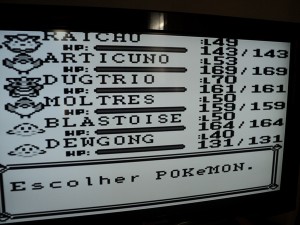 RAICHU :L49
HP: 143/143
ARTICUNO :L53
HP: 169/169
DUGTRIO :L70
HP: 161/161
MOLTRES :L50
HP: 159/159
BLASTOISE :L50
HP: 164/164
DEWGONG :L40
HP: 131/131
Escolher POKéMON.